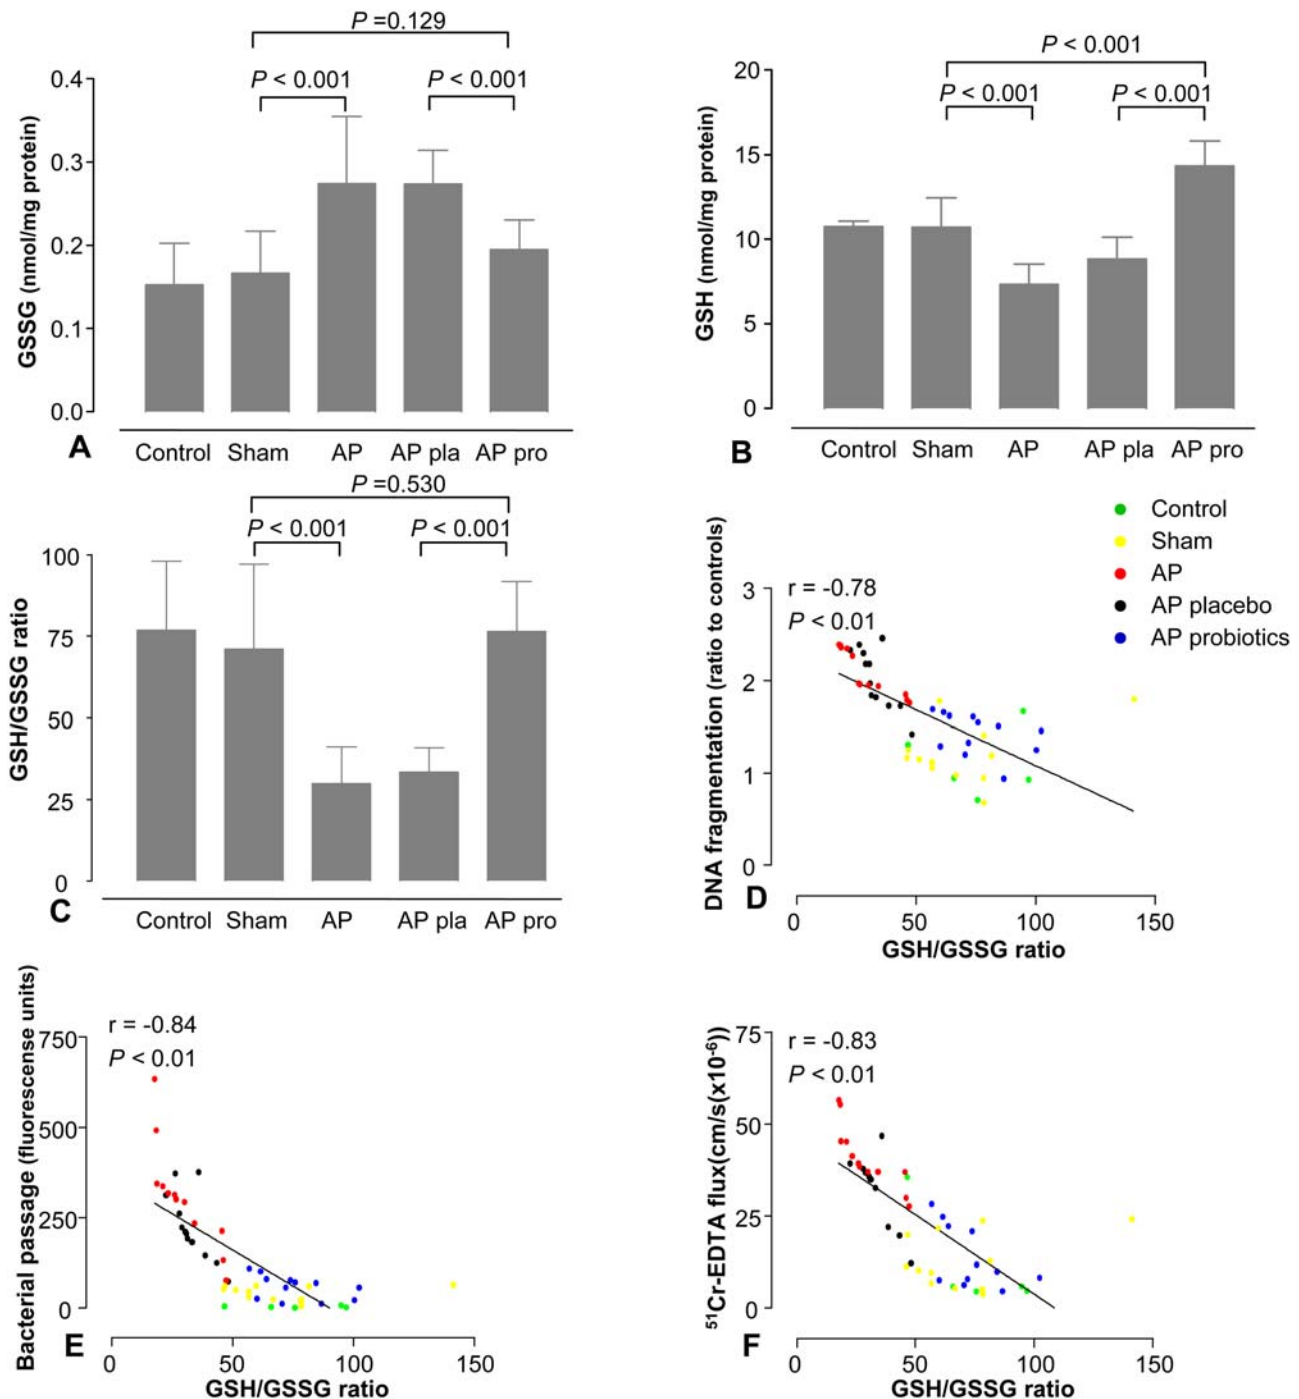 P =0.129
P < 0.001
P < 0.001
GSSG (nmol/mg protein)
0.4
0.3
0.2
0.1
0.0
A
Control
Sham
AP
AP pla
AP pro
P < 0.001
P < 0.001
P < 0.001
GSH (nmol/mg protein)
20
15
10
5
0
B
Control
Sham
AP
AP pla
AP pro
P =0.530
P < 0.001
P < 0.001
GSH/GSSG ratio
100
75
50
25
0
C
Control
Sham
AP
AP pla
AP pro
Control
Sham
AP
AP placebo
AP probiotics
r = -0.78
P < 0.01
DNA fragmentation (ratio to controls)
3
2
1
0
D
0
50
100
150
GSH/GSSG ratio
r = -0.84
P < 0.01
Bacterial passage (fluorescense units)
750
500
250
0
E
0
50
100
150
GSH/GSSG ratio
r = -0.83
P < 0.01
⁵¹Cr-EDTA flux(cm/s(x10⁻⁶))
75
50
25
0
F
0
50
100
150
GSH/GSSG ratio